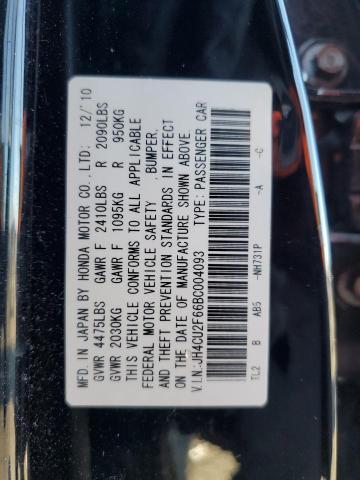 MFD. IN JAPAN BY HONDA MOTOR CO., LTD. 12/'10
GVWR 4475LBS GAWR F 2410LBS R 2090LBS
GVWR 2030KG GAWR F 1095KG R 950KG
THIS VEHICLE CONFORMS TO ALL APPLICABLE
FEDERAL MOTOR VEHICLE SAFETY, BUMPER,
AND THEFT PREVENTION STANDARDS IN EFFECT
ON THE DATE OF MANUFACTURE SHOWN ABOVE.
V.I.N.:JH4CU2F66BC004093 TYPE:PASSENGER CAR
TL2 B AB5 -NH731P -A -C